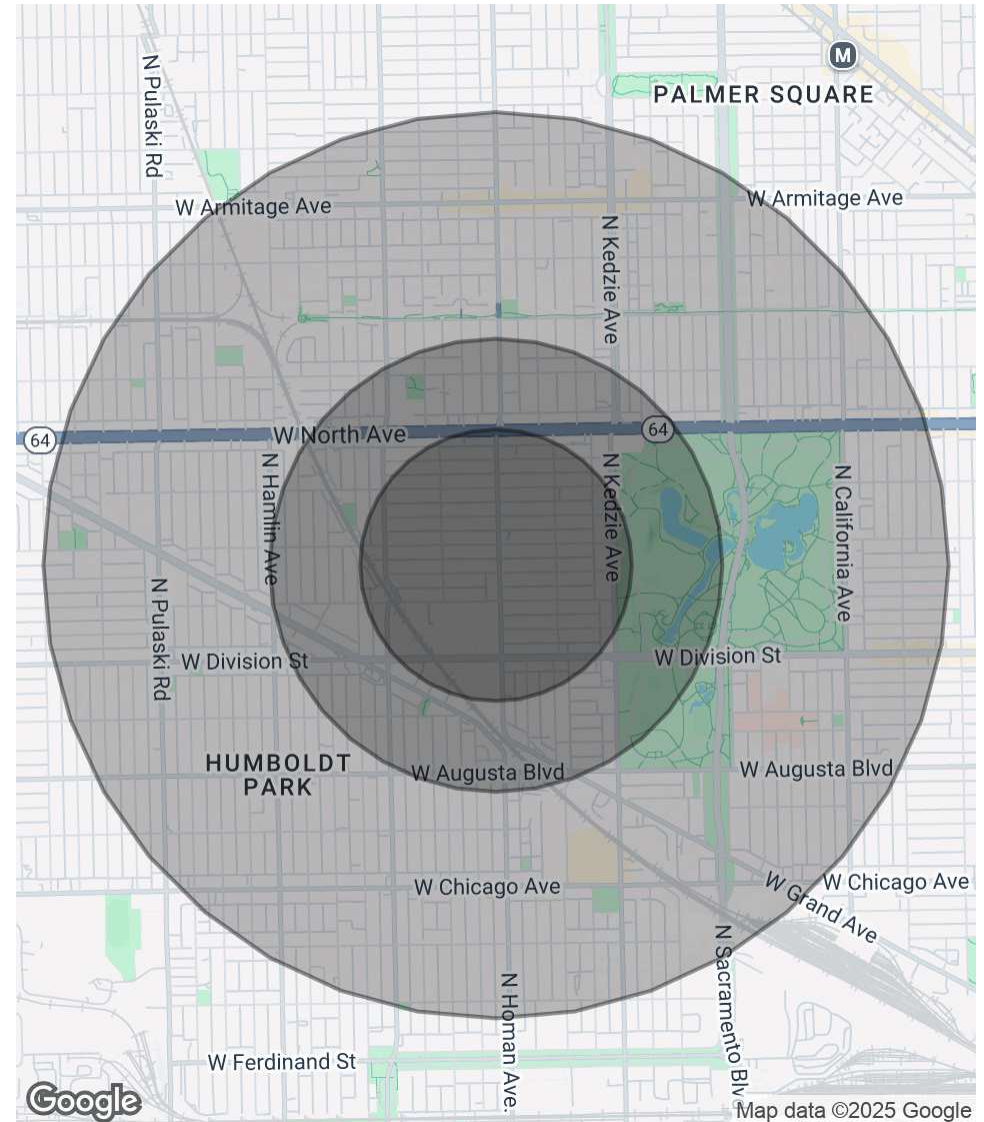 M
PALMER SQUARE
N Pulaski Rd
W Armitage Ave
W Armitage Ave
N Kedzie Ave
64
W North Ave
64
N Hamlin Ave
N Kedzie Ave
N California Ave
N Pulaski Rd
W Division St
W Division St
HUMBOLDT
PARK
W Augusta Blvd
W Augusta Blvd
W Chicago Ave
W Grand Ave
W Chicago Ave
N Sacramento Blv
N Homan Ave.
W Ferdinand St
Google
Map data ©2025 Google